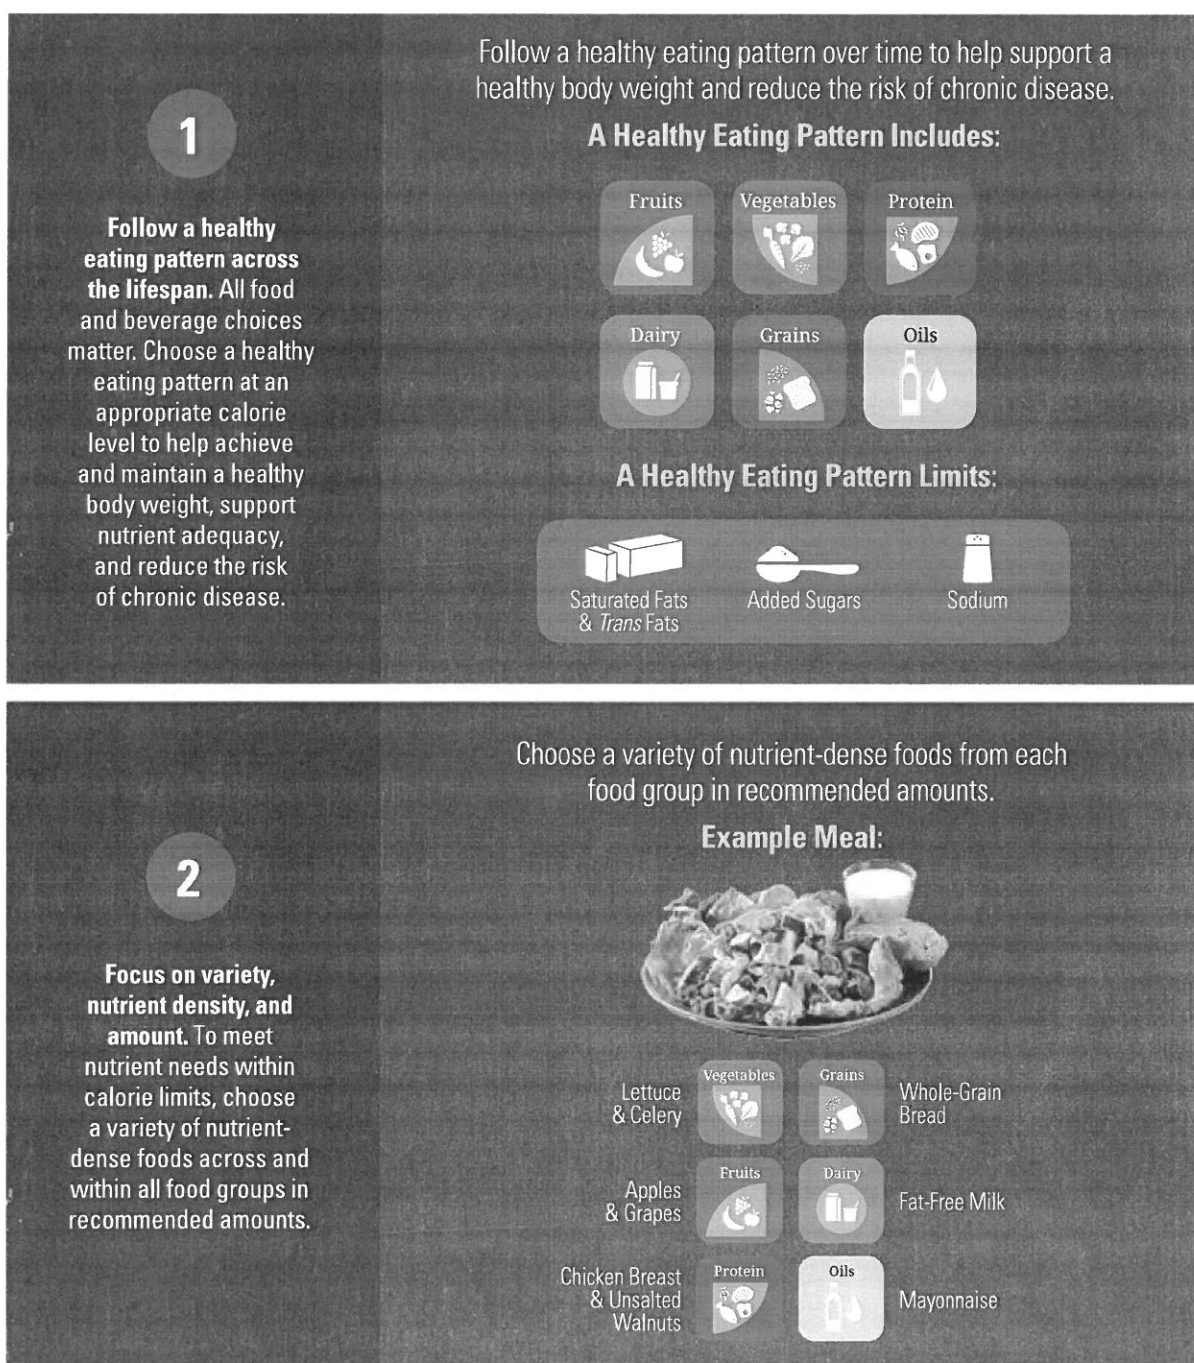 1
Follow a healthy
eating pattern across
the lifespan. All food
and beverage choices
matter. Choose a healthy
eating pattern at an
appropriate calorie
level to help achieve
and maintain a healthy
body weight, support
nutrient adequacy,
and reduce the risk
of chronic disease.
Follow a healthy eating pattern over time to help support a
healthy body weight and reduce the risk of chronic disease.
A Healthy Eating Pattern Includes:
Fruits
Vegetables
Protein
Dairy
Grains
Oils
A Healthy Eating Pattern Limits:
Saturated Fats
& Trans Fats
Added Sugars
Sodium
2
Focus on variety,
nutrient density, and
amount. To meet
nutrient needs within
calorie limits, choose
a variety of nutrient-
dense foods across and
within all food groups in
recommended amounts.
Choose a variety of nutrient-dense foods from each
food group in recommended amounts.
Example Meal:
Lettuce
& Celery
Vegetables
Grains
Whole-Grain
Bread
Apples
& Grapes
Fruits
Dairy
Fat-Free Milk
Chicken Breast
& Unsalted
Walnuts
Protein
Oils
Mayonnaise